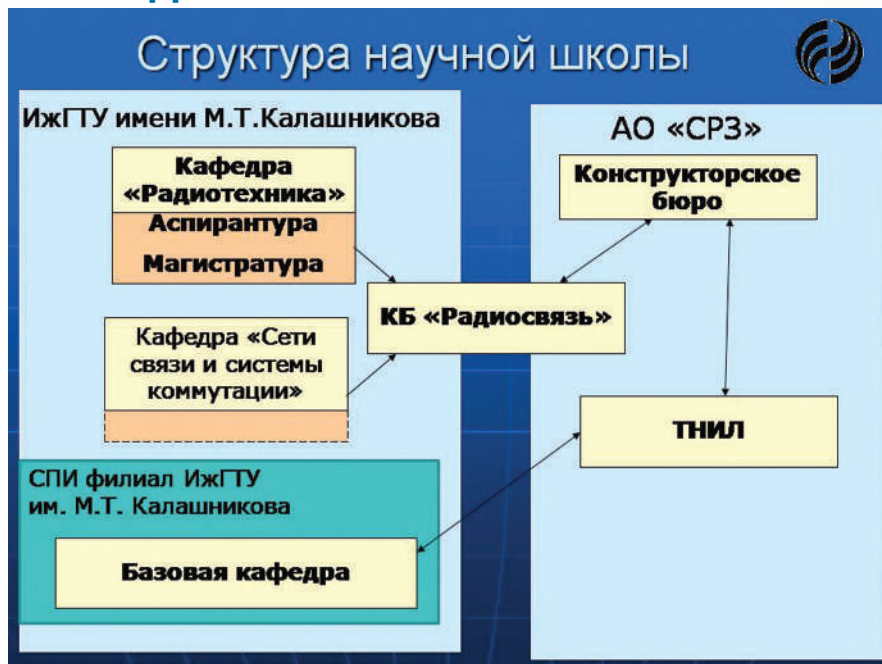 Структура научной школы
ИжГТУ имени М.Т.Калашникова
Кафедра
«Радиотехника»
Аспирантура
Магистратура
Кафедра «Сети
связи и системы
коммутации»
СПИ филиал ИжГТУ
им. М.Т. Калашникова
Базовая кафедра
КБ «Радиосвязь»
АО «СРЗ»
Конструкторское
бюро
ТНИЛ